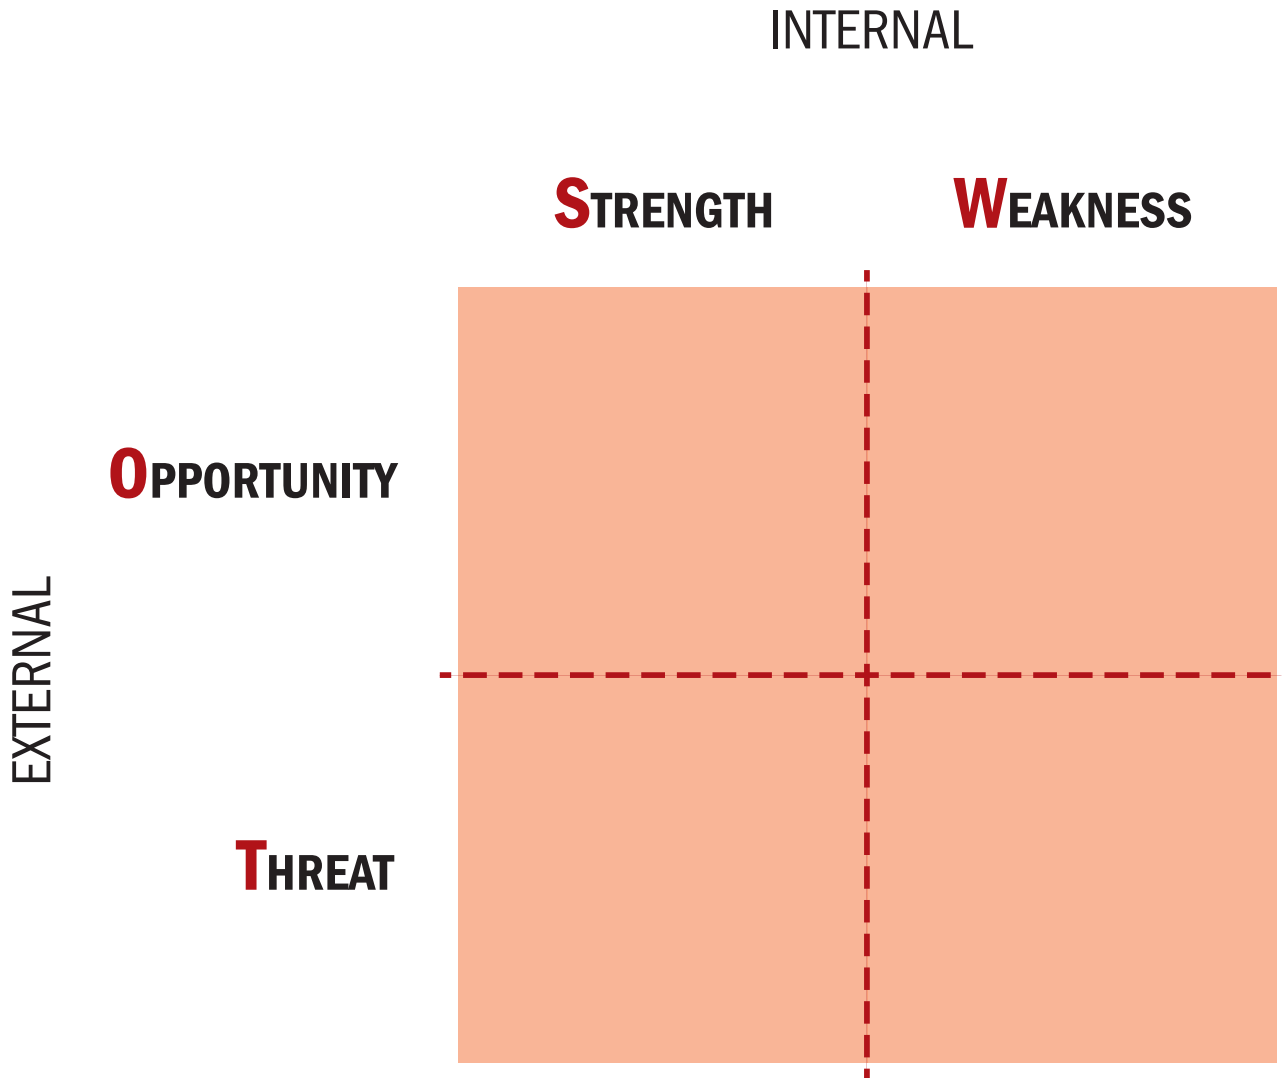 INTERNAL
STRENGTH WEAKNESS
OPPORTUNITY
EXTERNAL
THREAT